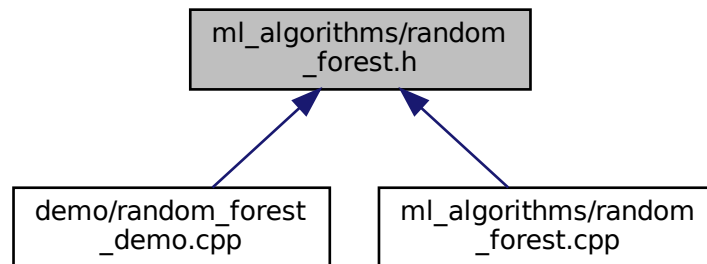 ml_algorithms/random
_forest.h
demo/random_forest
_demo.cpp
ml_algorithms/random
_forest.cpp